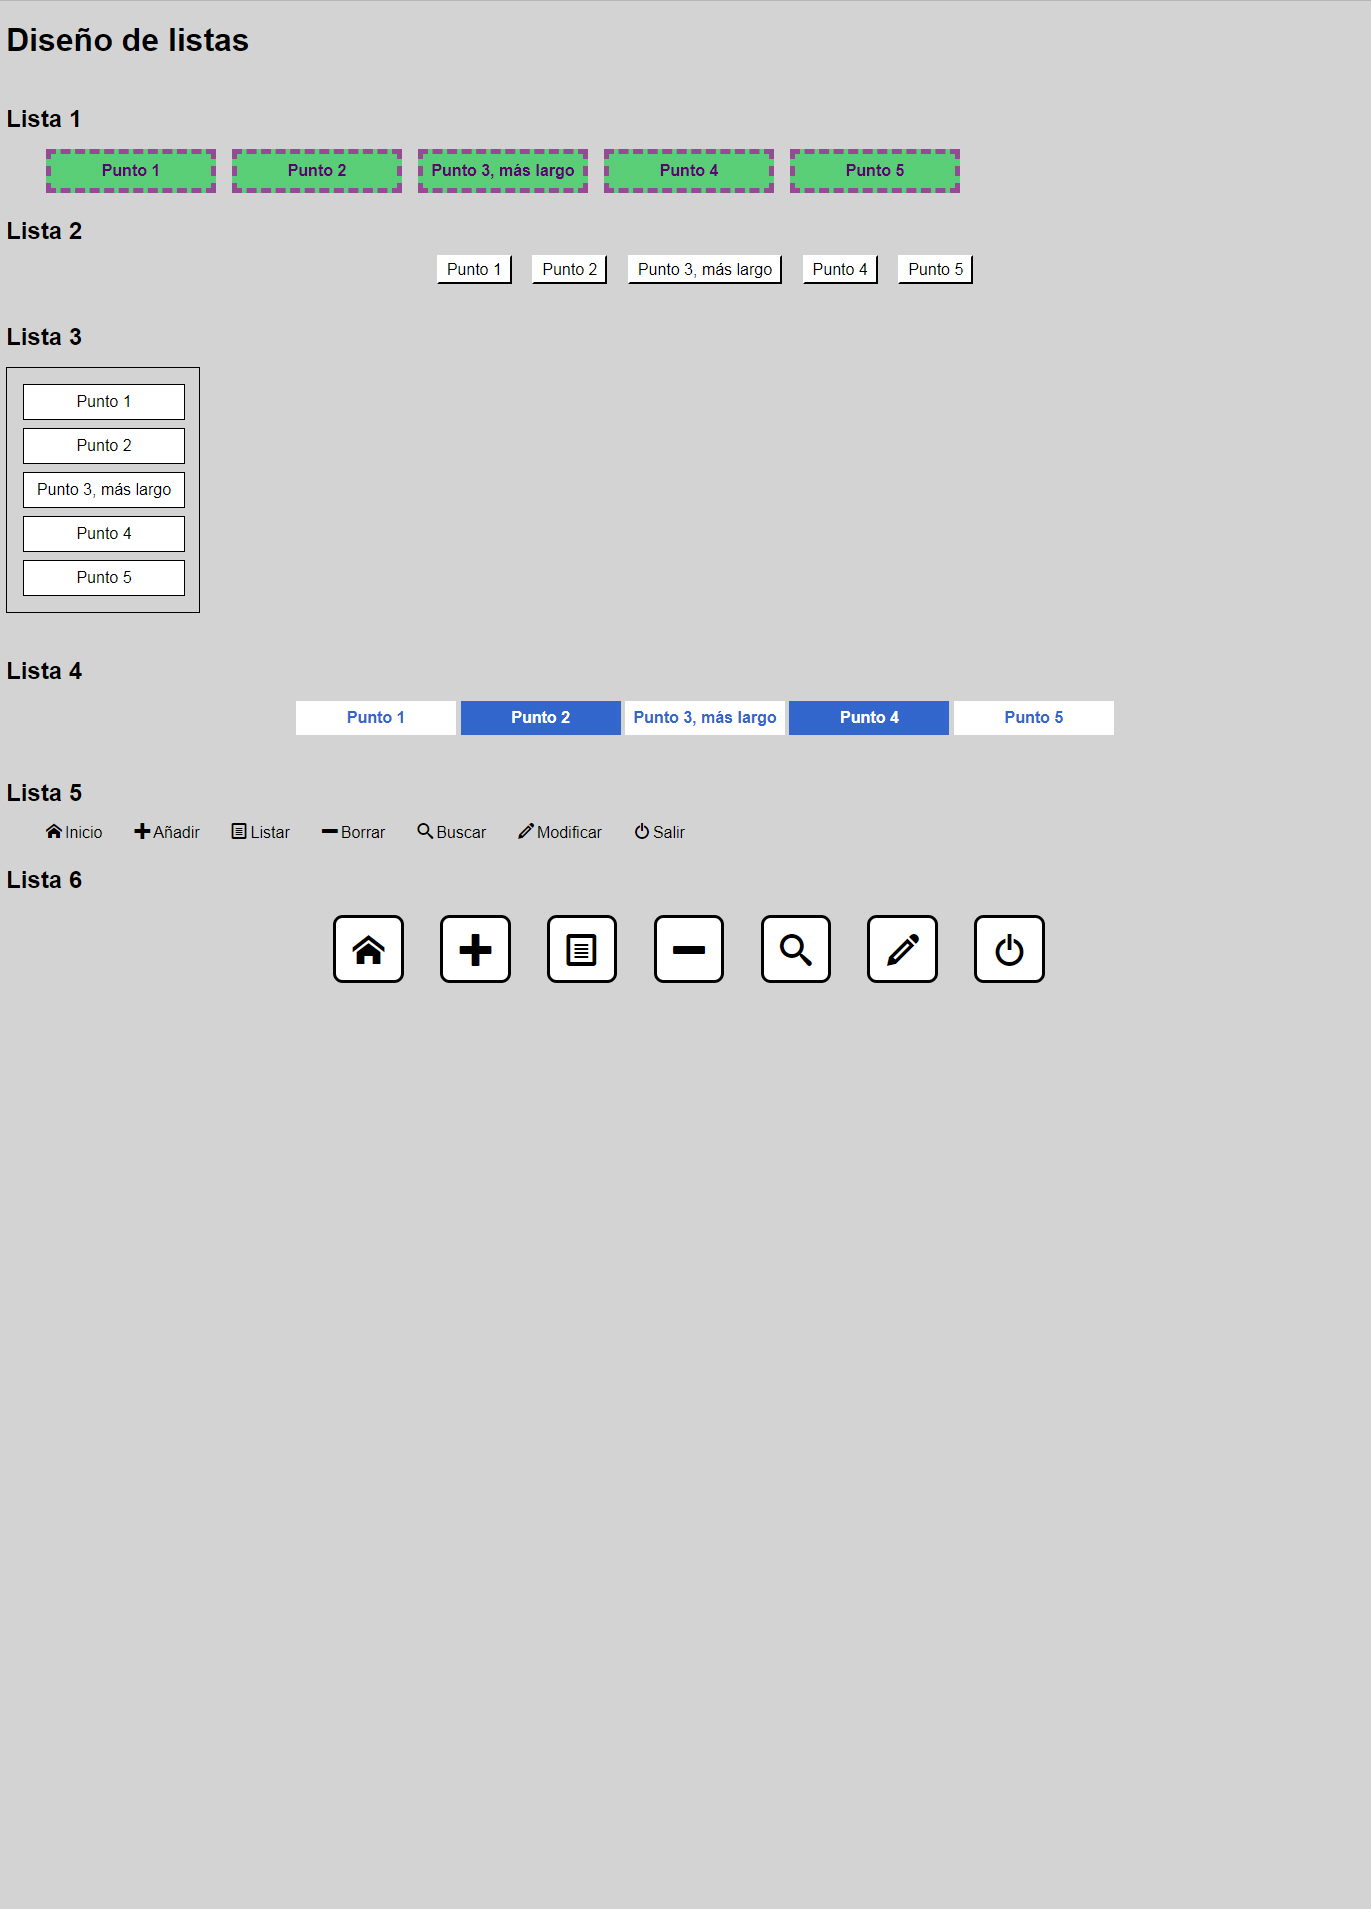 Diseño de listas
Lista 1
Punto 1 Punto 2 Punto 3, más largo Punto 4 Punto 5
Lista 2
Punto 1 Punto 2 Punto 3, más largo Punto 4 Punto 5
Lista 3
Punto 1
Punto 2
Punto 3, más largo
Punto 4
Punto 5
Lista 4
Punto 1 Punto 2 Punto 3, más largo Punto 4 Punto 5
Lista 5
Inicio Añadir Listar Borrar Buscar Modificar Salir
Lista 6